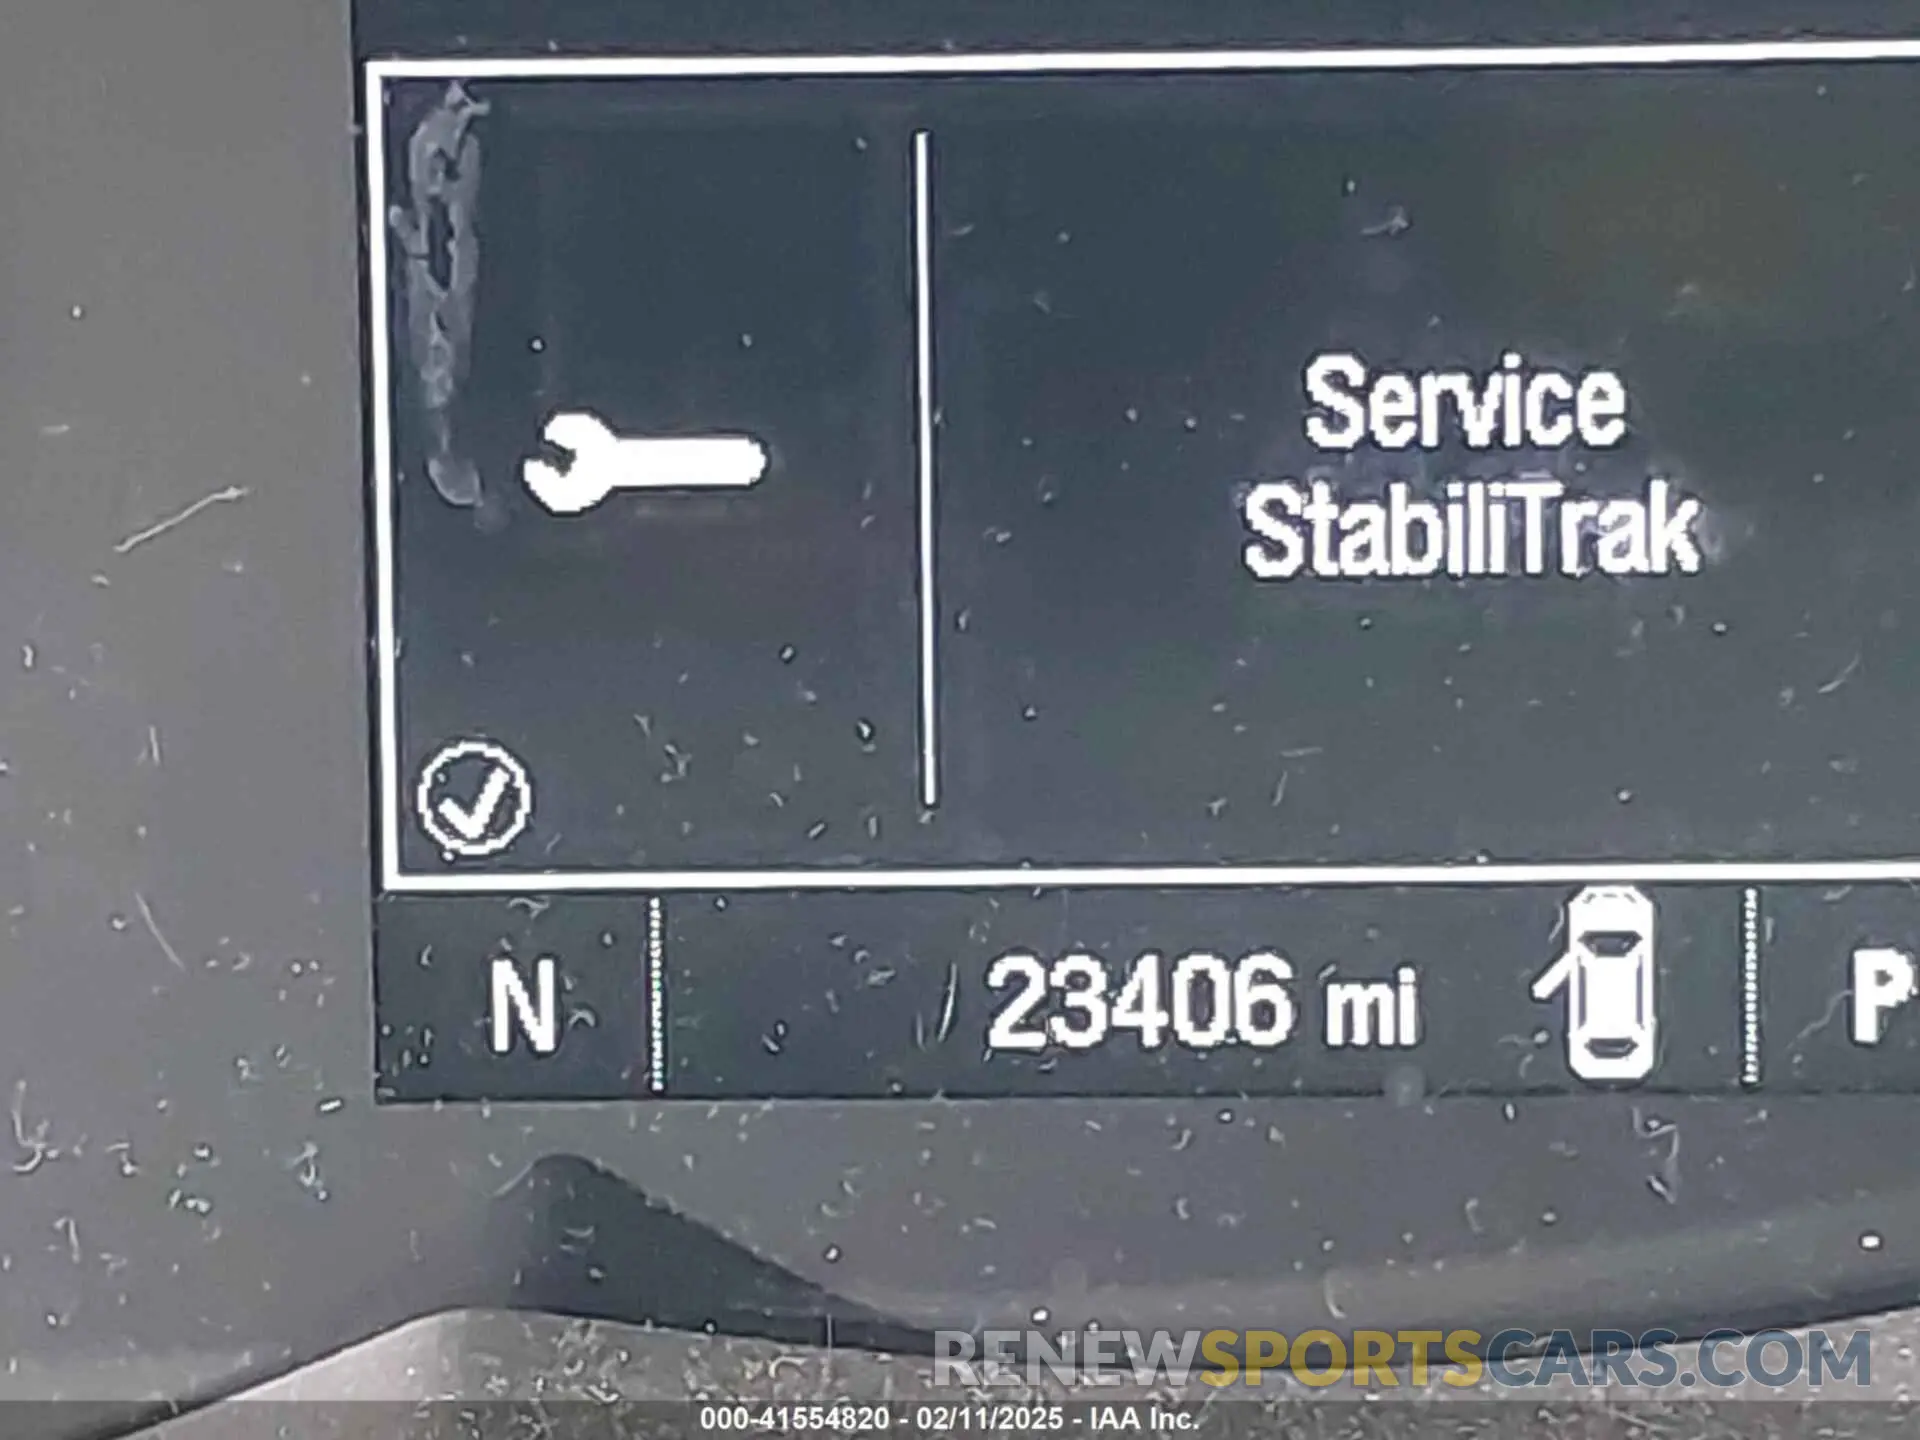 Service
StabiliTrak
N 23406 mi P
RENEWSPORTSCARS.COM
000-41554820 - 02/11/2025 - IAA Inc.